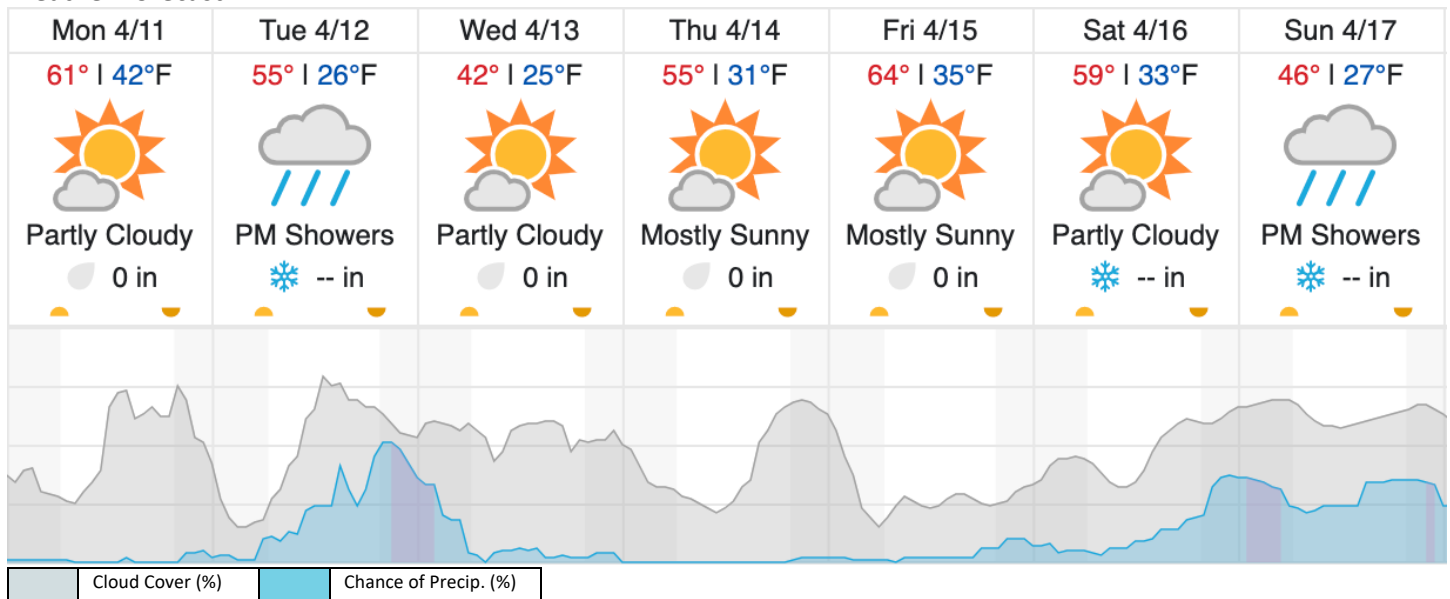 Mon 4/11 Tue 4/12 Wed 4/13 Thu 4/14 Fri 4/15 Sat 4/16 Sun 4/17
61° | 42°F 55° | 26°F 42° | 25°F 55° | 31°F 64° | 35°F 59° | 33°F 46° | 27°F
Partly Cloudy PM Showers Partly Cloudy Mostly Sunny Mostly Sunny Partly Cloudy PM Showers
0 in -- in 0 in 0 in 0 in -- in -- in
Cloud Cover (%) Chance of Precip. (%)